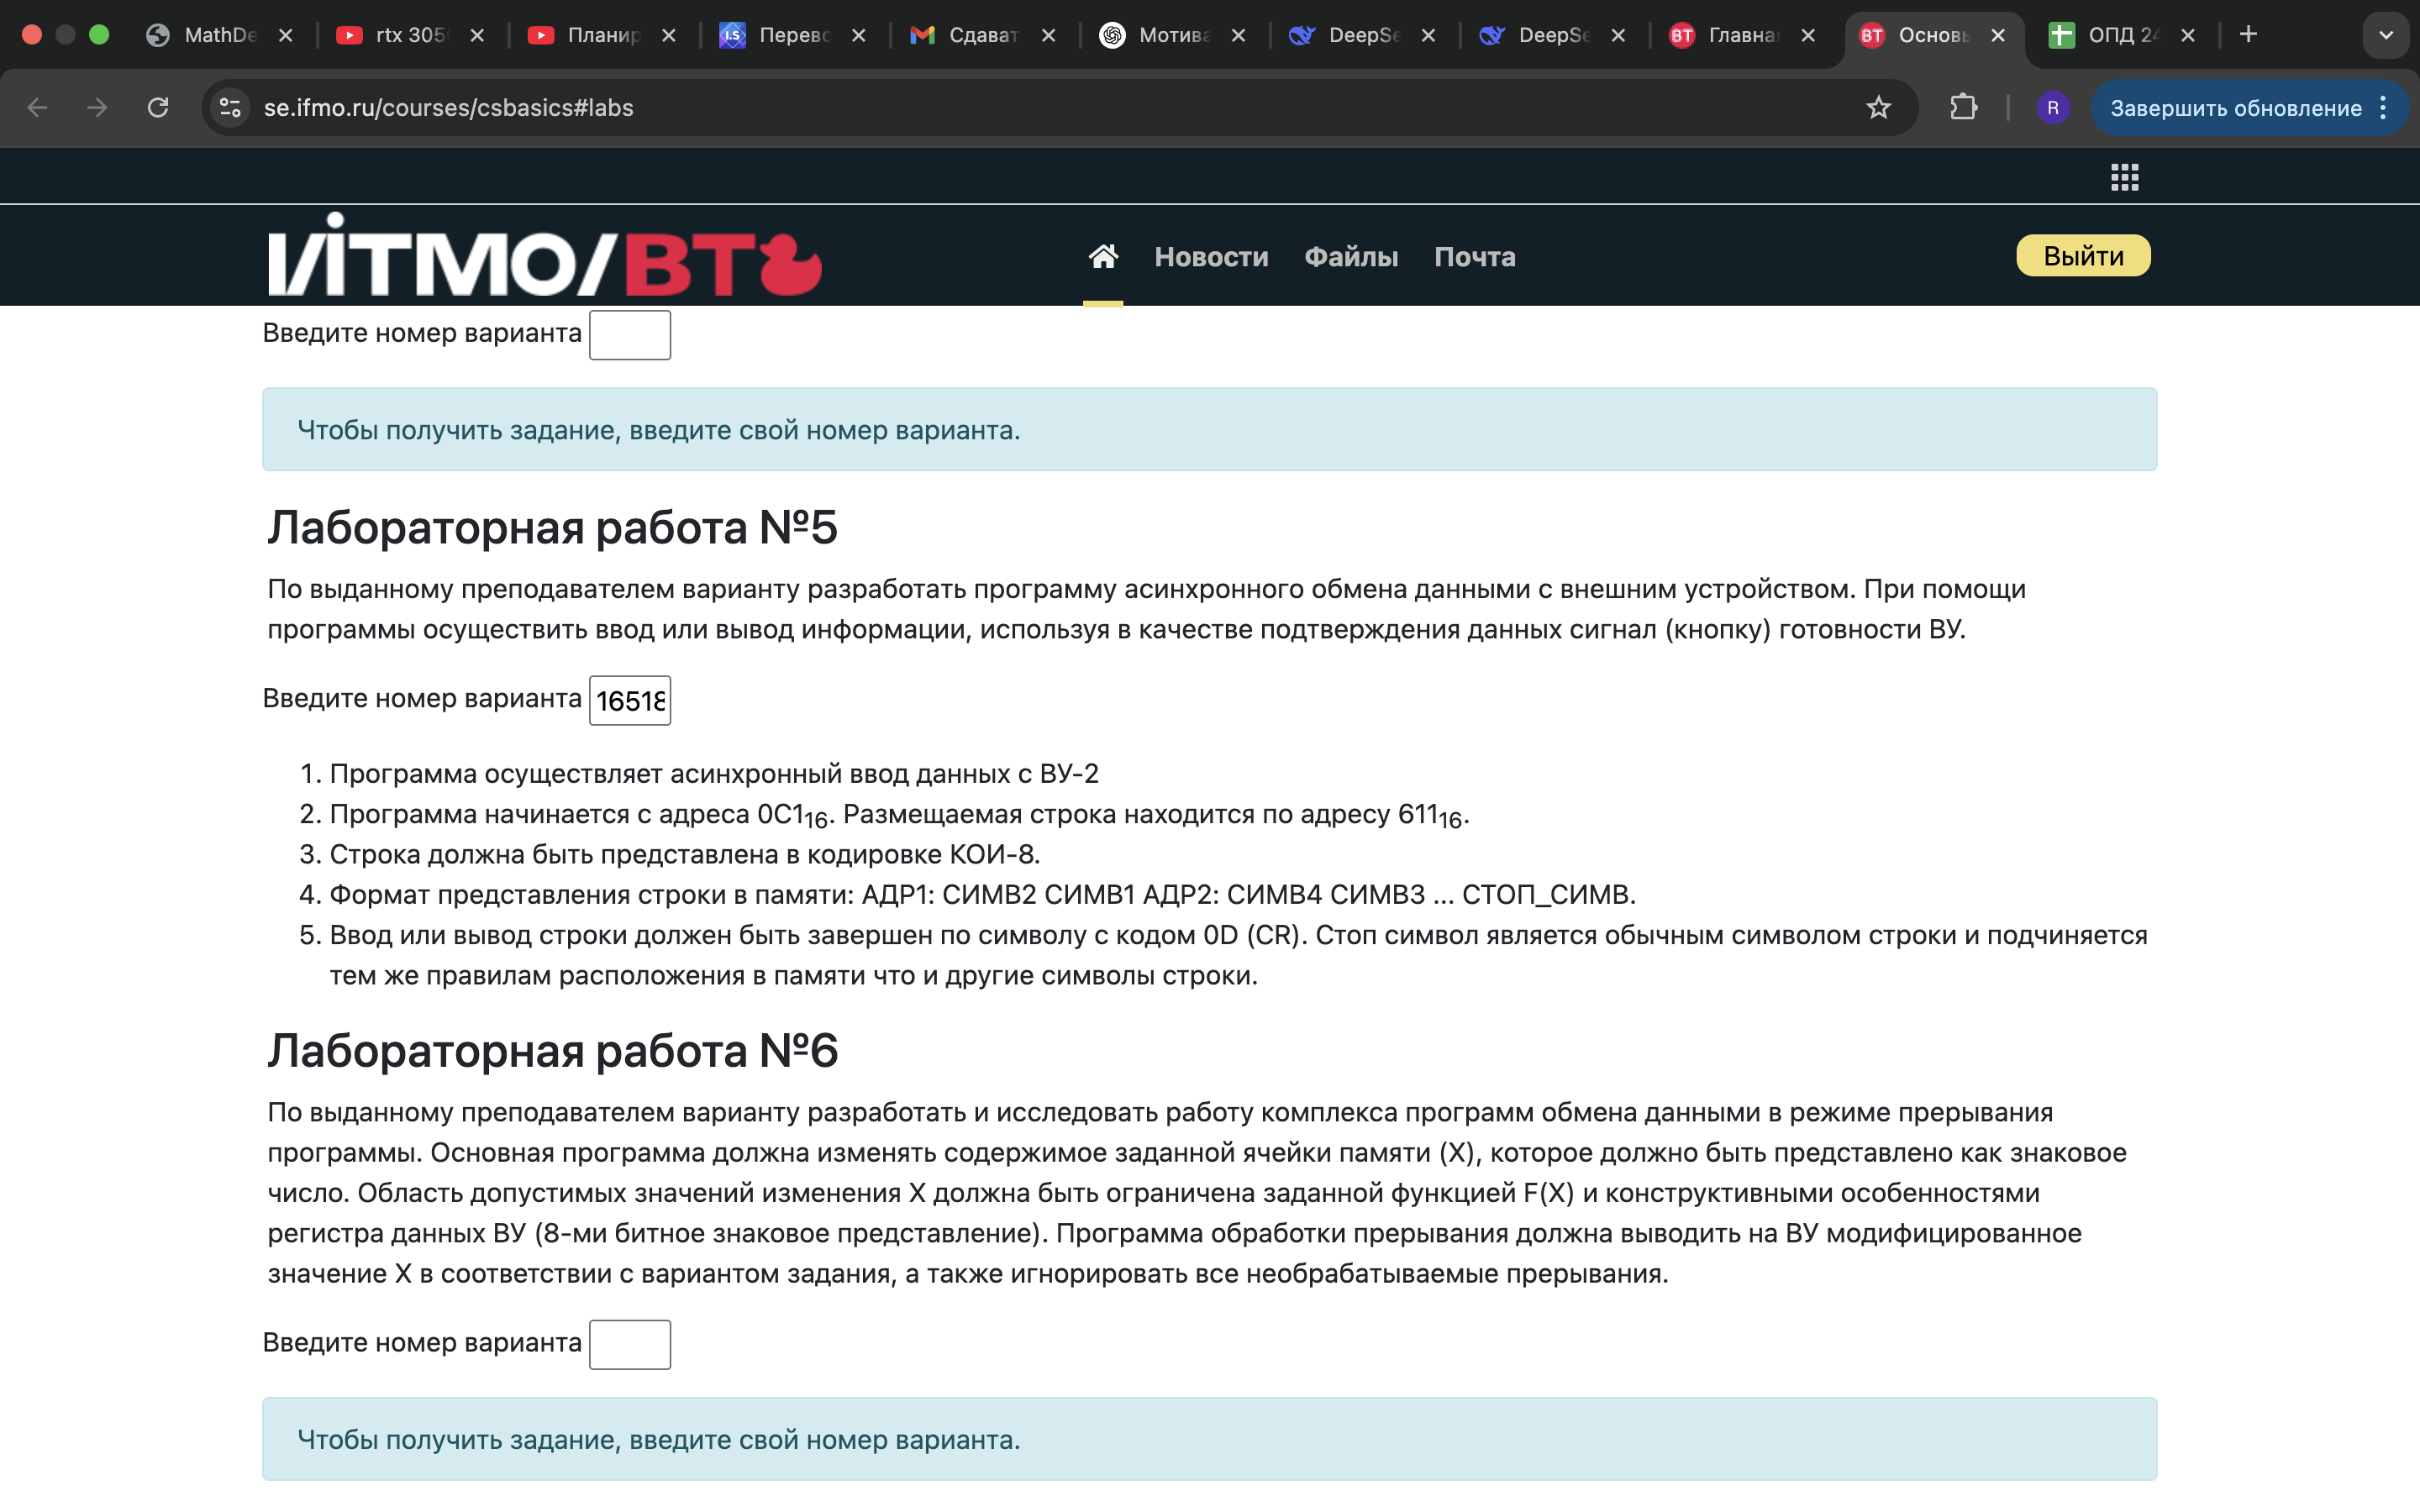 MathDe
rtx 305
Планир
Перево
Сдават
Мотива
DeepSe
DeepSe
Главна
Основы
ОПД 24
se.ifmo.ru/courses/csbasics#labs
R
Завершить обновление
ИТМО/ВТ
Новости
Файлы
Почта
Выйти
Введите номер варианта
Чтобы получить задание, введите свой номер варианта.
Лабораторная работа №5
По выданному преподавателем варианту разработать программу асинхронного обмена данными с внешним устройством. При помощи
программы осуществить ввод или вывод информации, используя в качестве подтверждения данных сигнал (кнопку) готовности ВУ.
Введите номер варианта 16518
1. Программа осуществляет асинхронный ввод данных с ВУ-2
2. Программа начинается с адреса 0C1₁₆. Размещаемая строка находится по адресу 611₁₆.
3. Строка должна быть представлена в кодировке КОИ-8.
4. Формат представления строки в памяти: АДР1: СИМВ2 СИМВ1 АДР2: СИМВ4 СИМВ3 ... СТОП_СИМВ.
5. Ввод или вывод строки должен быть завершен по символу с кодом 0D (CR). Стоп символ является обычным символом строки и подчиняется
тем же правилам расположения в памяти что и другие символы строки.
Лабораторная работа №6
По выданному преподавателем варианту разработать и исследовать работу комплекса программ обмена данными в режиме прерывания
программы. Основная программа должна изменять содержимое заданной ячейки памяти (Х), которое должно быть представлено как знаковое
число. Область допустимых значений изменения Х должна быть ограничена заданной функцией F(X) и конструктивными особенностями
регистра данных ВУ (8-ми битное знаковое представление). Программа обработки прерывания должна выводить на ВУ модифицированное
значение Х в соответствии с вариантом задания, а также игнорировать все необрабатываемые прерывания.
Введите номер варианта
Чтобы получить задание, введите свой номер варианта.